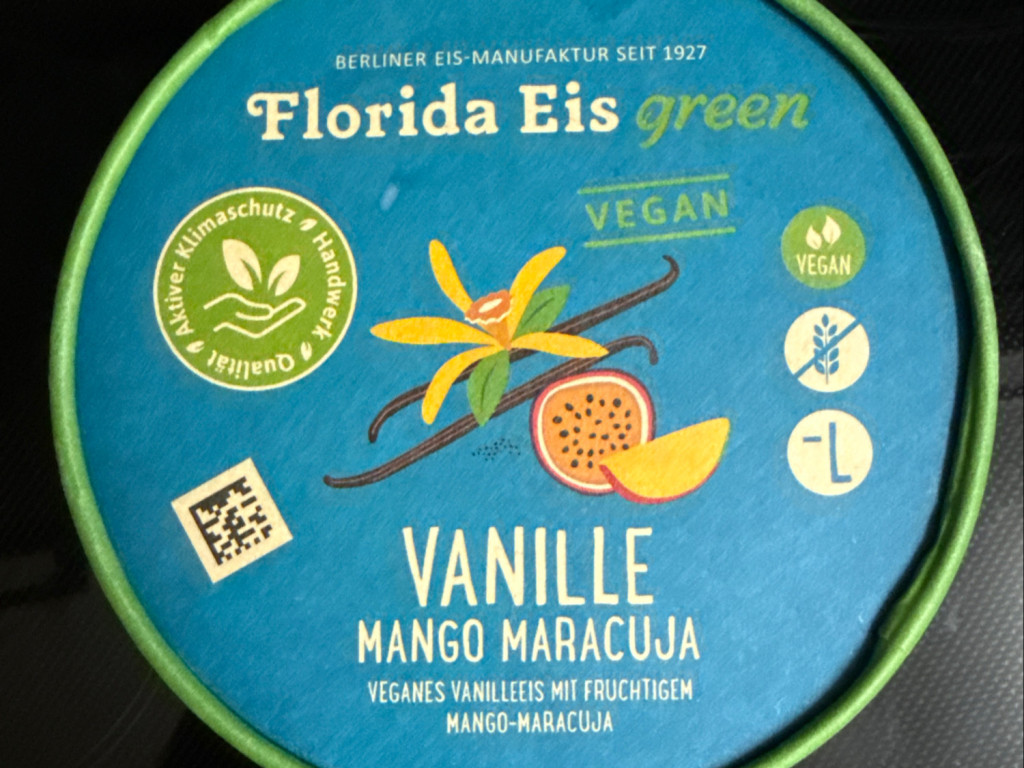 BERLINER EIS-MANUFAKTUR SEIT 1927
Florida Eis green
VEGAN
Aktiver Klimaschutz
Handwerk
Qualität
VEGAN
-L
VANILLE
MANGO MARACUJA
VEGANES VANILLEEIS MIT FRUCHTIGEM
MANGO-MARACUJA